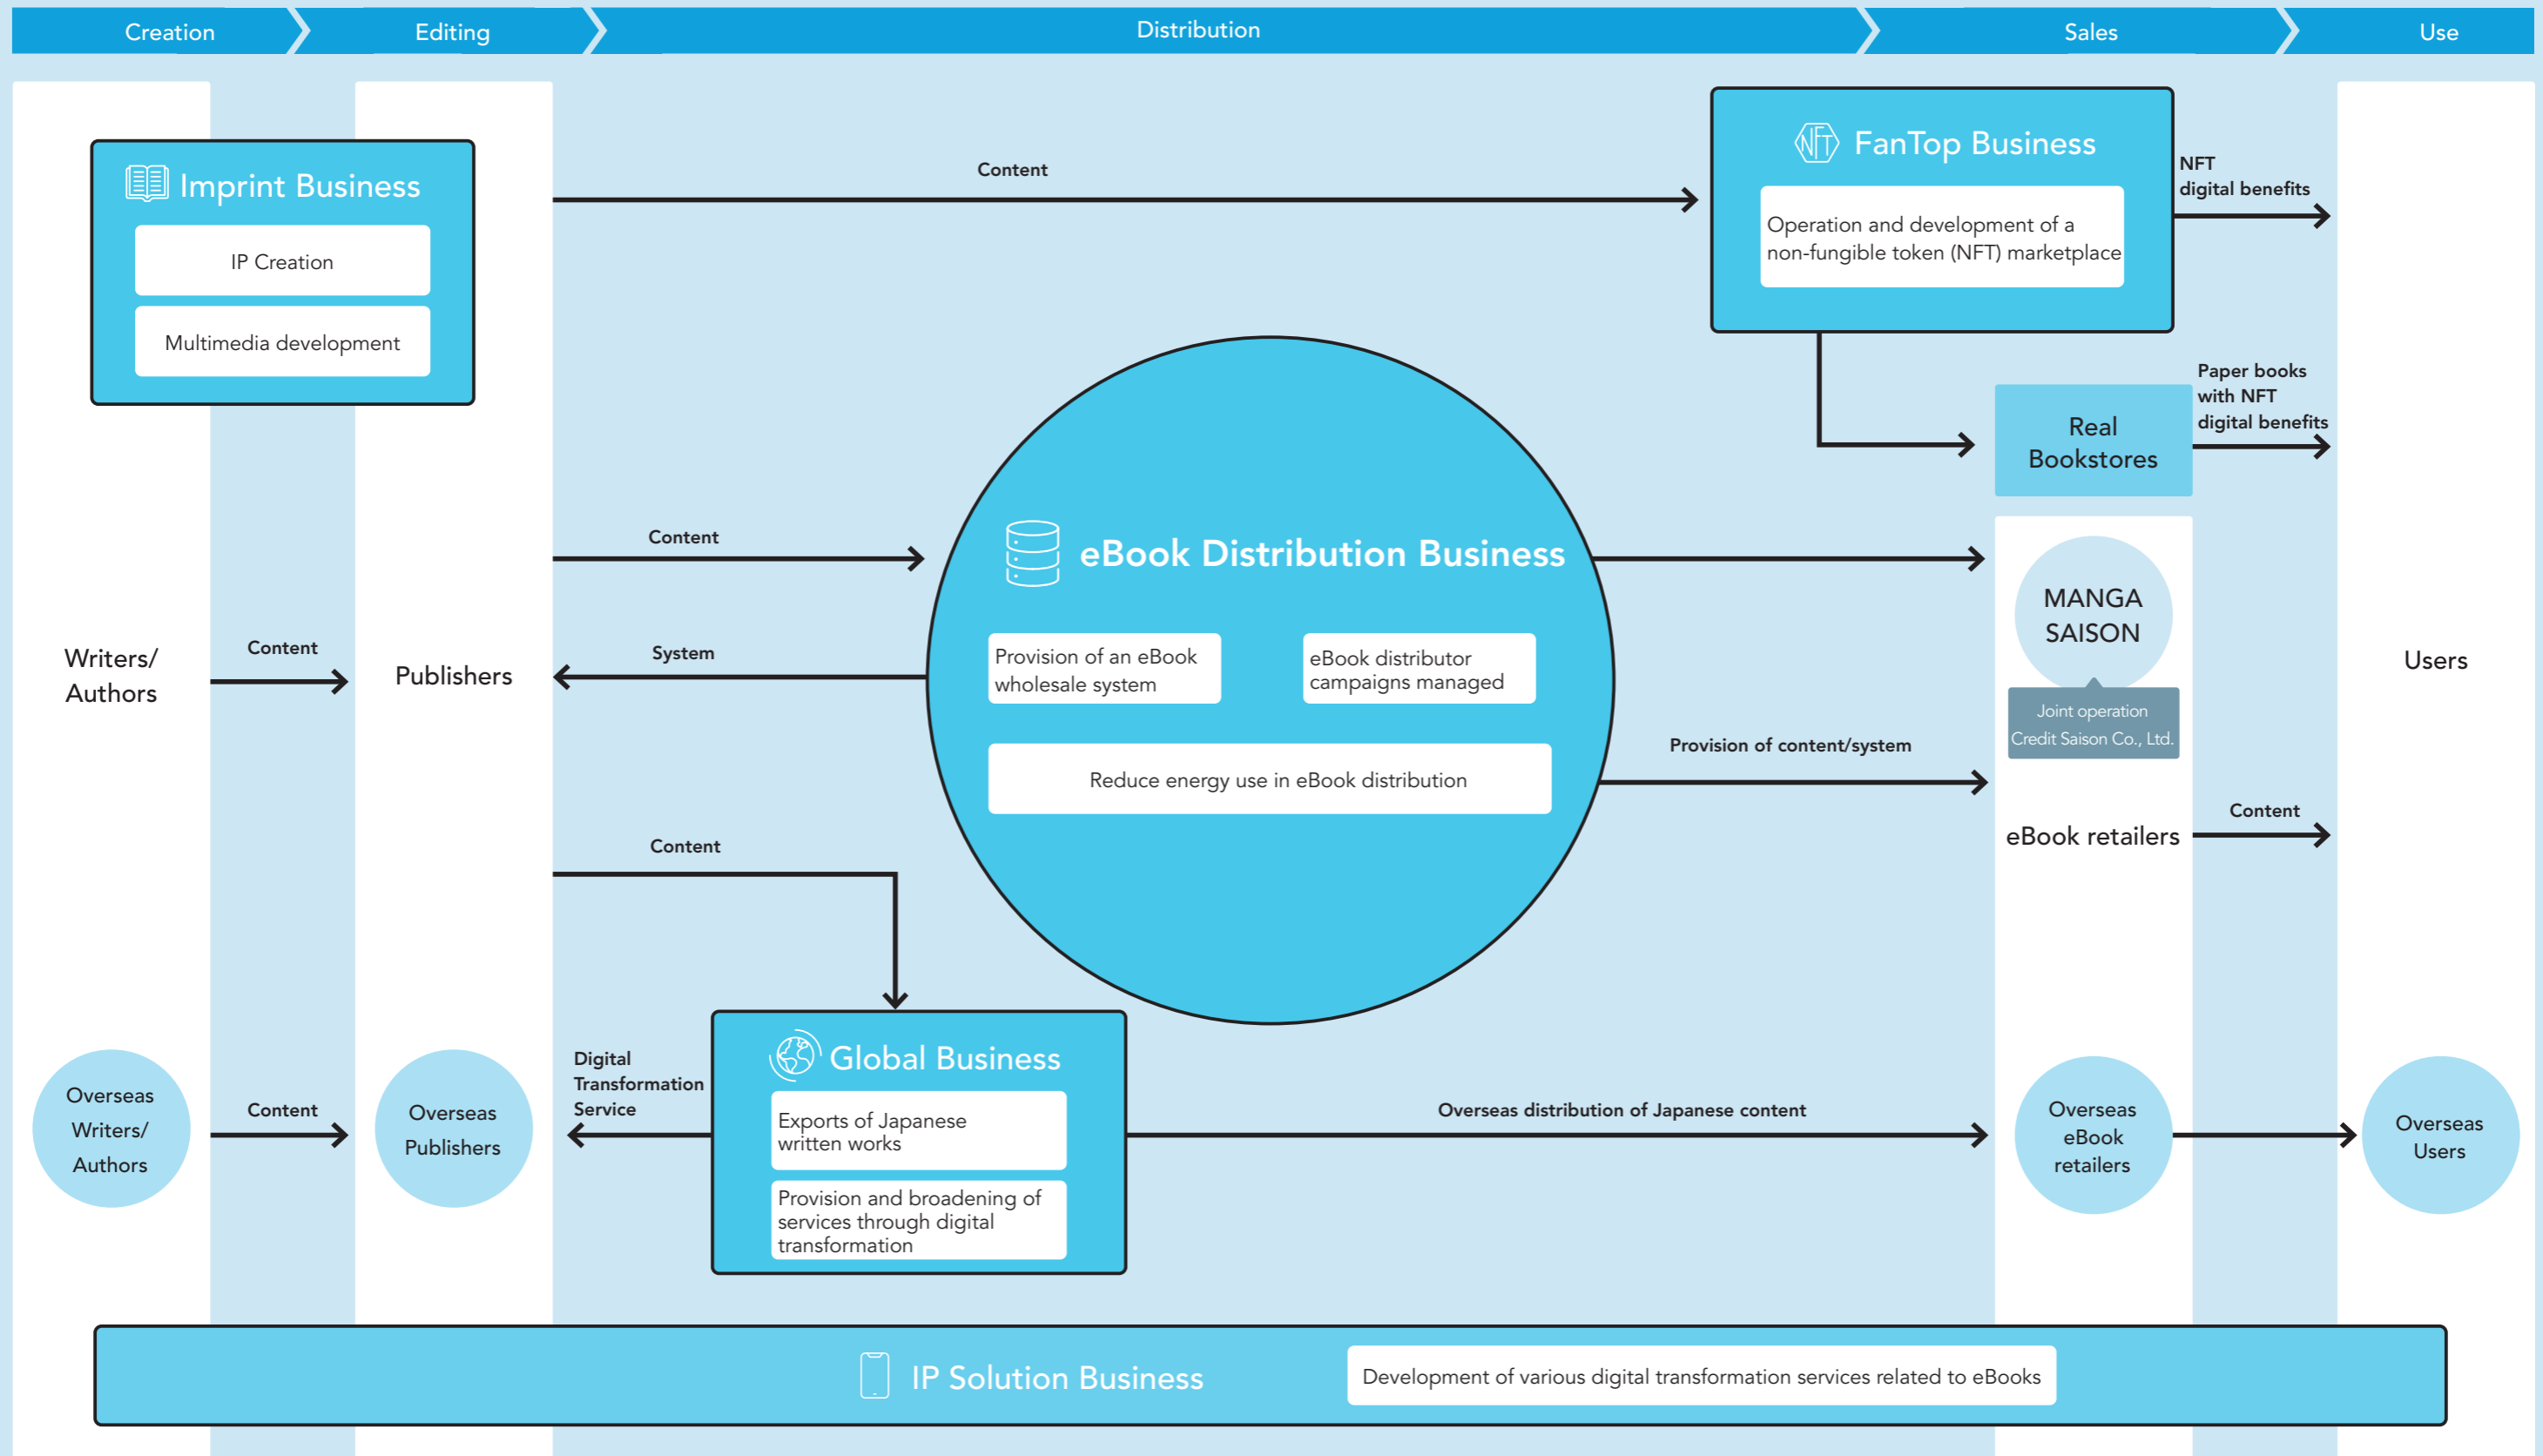 Creation
Editing
Distribution
Sales
Use
Imprint Business
IP Creation
Multimedia development
Content
NFT FanTop Business
Operation and development of a
non-fungible token (NFT) marketplace
NFT
digital benefits
Real
Bookstores
Paper books
with NFT
digital benefits
Writers/
Authors
Content
Publishers
Content
System
eBook Distribution Business
Provision of an eBook
wholesale system
eBook distributor
campaigns managed
Reduce energy use in eBook distribution
Provision of content/system
MANGA
SAISON
Joint operation
Credit Saison Co., Ltd.
eBook retailers
Content
Users
Content
Overseas
Writers/
Authors
Content
Overseas
Publishers
Digital
Transformation
Service
Global Business
Exports of Japanese
written works
Provision and broadening of
services through digital
transformation
Overseas distribution of Japanese content
Overseas
eBook
retailers
Overseas
Users
IP Solution Business
Development of various digital transformation services related to eBooks